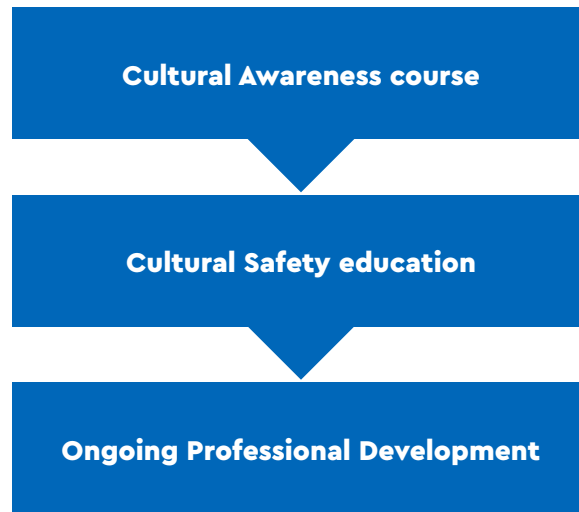 Cultural Awareness course
Cultural Safety education
Ongoing Professional Development